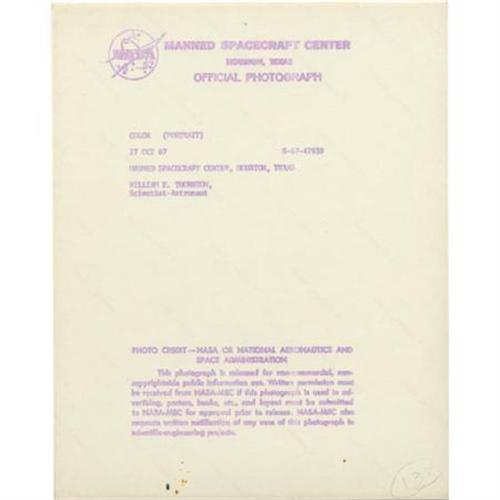 NASA
MANNED SPACECRAFT CENTER
HOUSTON, TEXAS
OFFICIAL PHOTOGRAPH
COLOR (PORTRAIT)
27 OCT 67 S-67-47930
MANNED SPACECRAFT CENTER, HOUSTON, TEXAS
WILLIAM E. THORNTON,
Scientist-Astronaut
PHOTO CREDIT—NASA OR NATIONAL AERONAUTICS AND
SPACE ADMINISTRATION
This photograph is released for non-commercial, non-
copyrightable public information use. Written permission must
be received from NASA-MSC if this photograph is used in ad-
vertising, posters, books, etc., and layout must be submitted
to NASA-MSC for approval prior to release. NASA-MSC also
requests written notification of any uses of this photograph in
scientific-engineering projects.